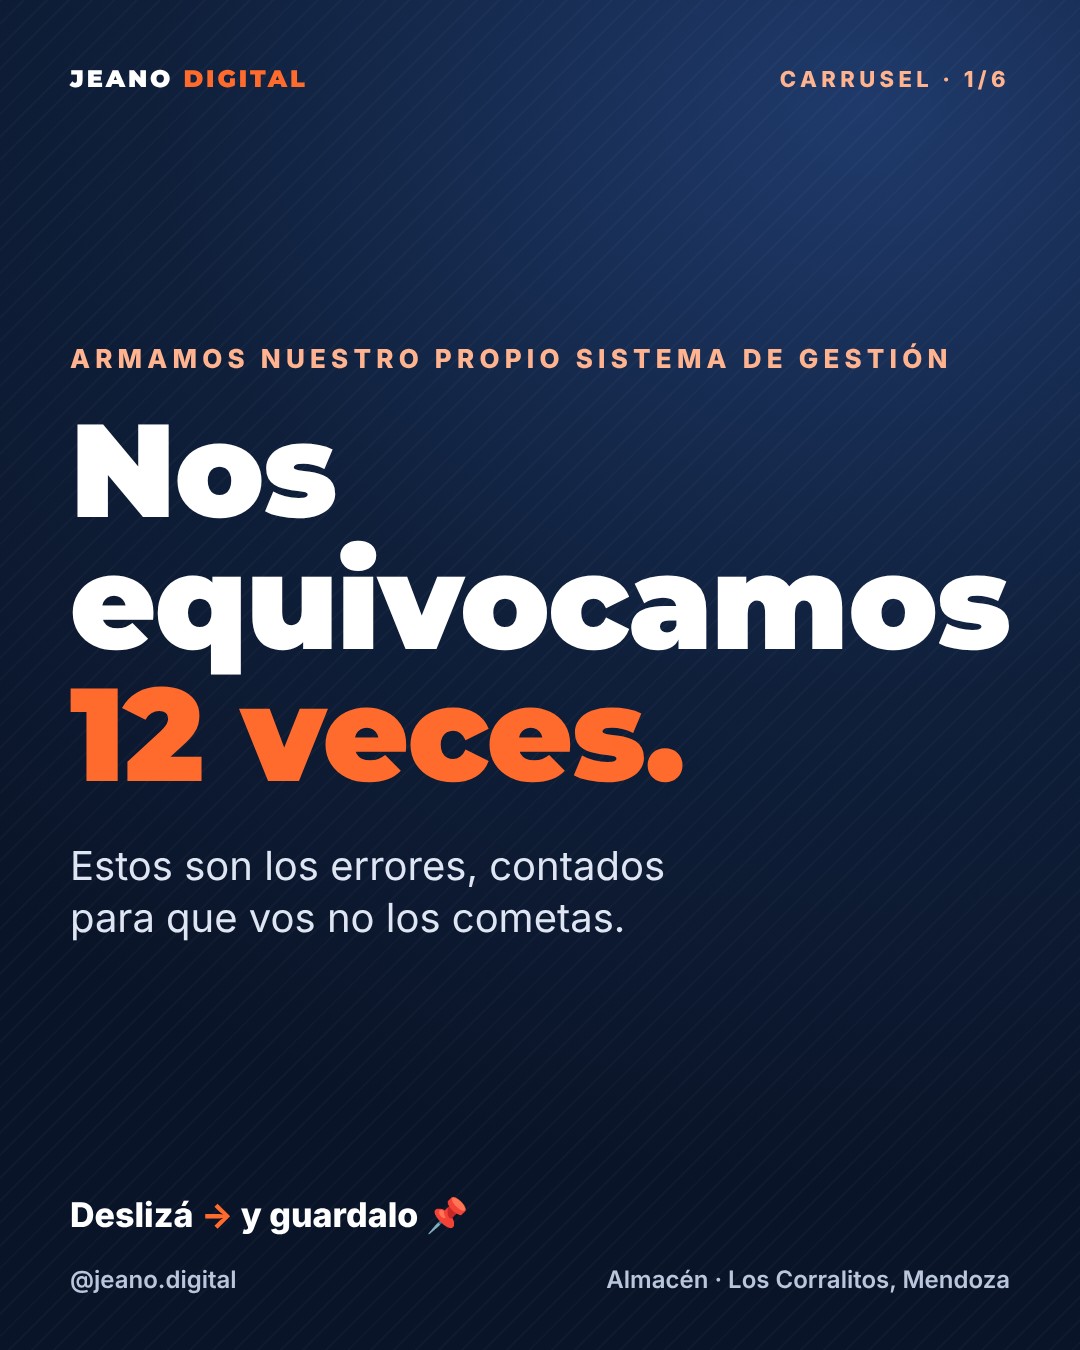 JEANO DIGITAL
CARRUSEL · 1/6
ARMAMOS NUESTRO PROPIO SISTEMA DE GESTIÓN
Nos
equivocamos
12 veces.
Estos son los errores, contados
para que vos no los cometas.
Deslizá → y guardalo 📌
@jeano.digital
Almacén · Los Corralitos, Mendoza